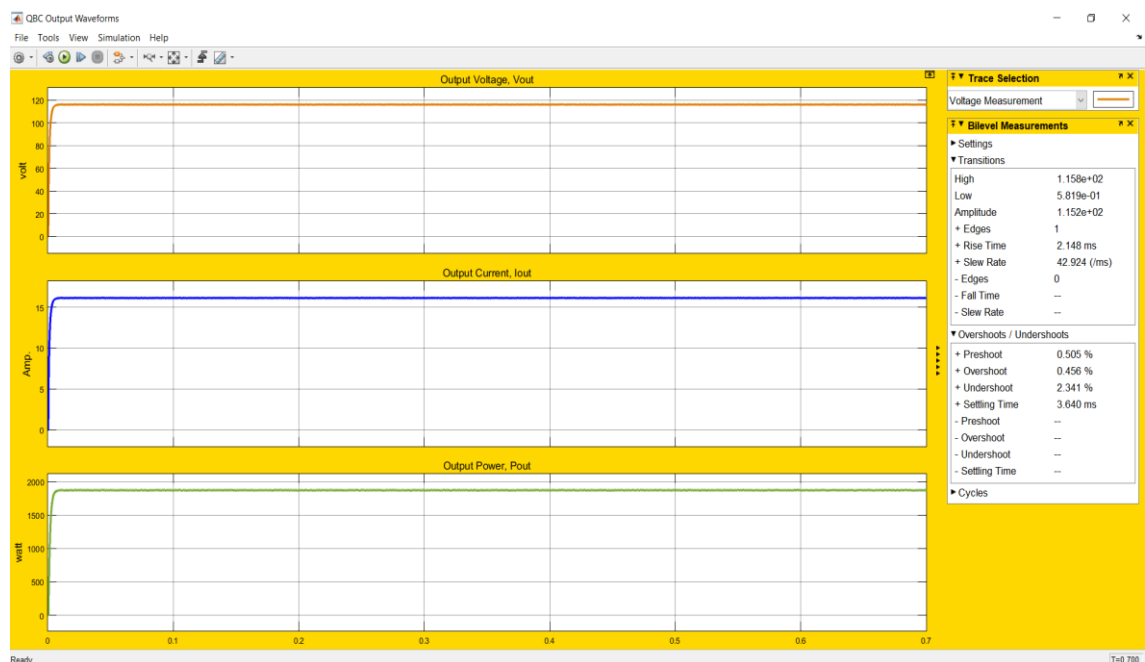 QBC Output Waveforms
File Tools View Simulation Help
Output Voltage, Vout
volt
120
100
80
60
40
20
0
Output Current, Iout
Amp.
15
10
5
0
Output Power, Pout
watt
2000
1500
1000
500
0
0 0.1 0.2 0.3 0.4 0.5 0.6 0.7
Trace Selection
Voltage Measurement
Bilevel Measurements
Settings
Transitions
High 1.158e+02
Low 5.819e-01
Amplitude 1.152e+02
+ Edges 1
+ Rise Time 2.148 ms
+ Slew Rate 42.924 (/ms)
- Edges 0
- Fall Time --
- Slew Rate --
Overshoots / Undershoots
+ Preshoot 0.505 %
+ Overshoot 0.456 %
+ Undershoot 2.341 %
+ Settling Time 3.640 ms
- Preshoot --
- Overshoot --
- Undershoot --
- Settling Time --
Cycles
Ready T=0.700